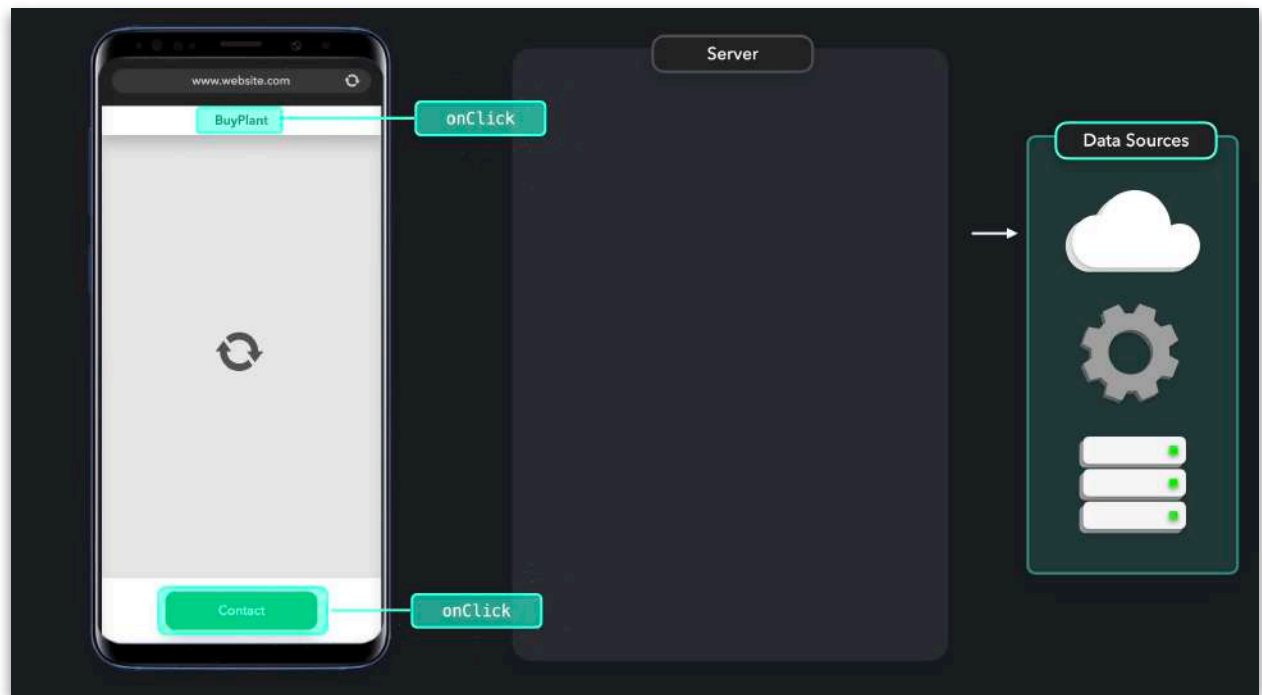 www.website.com
BuyPlant
onClick
Server
Data Sources
Contact
onClick